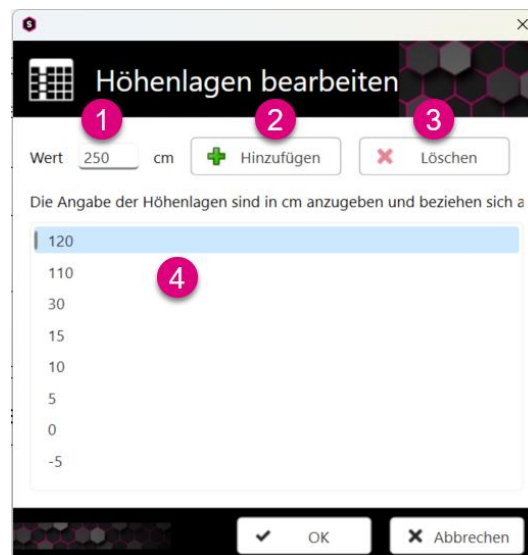 Höhenlagen bearbeiten
1 2 3
Wert 250 cm Hinzufügen Löschen
Die Angabe der Höhenlagen sind in cm anzugeben und beziehen sich a
120
110
4
30
15
10
5
0
-5
OK Abbrechen